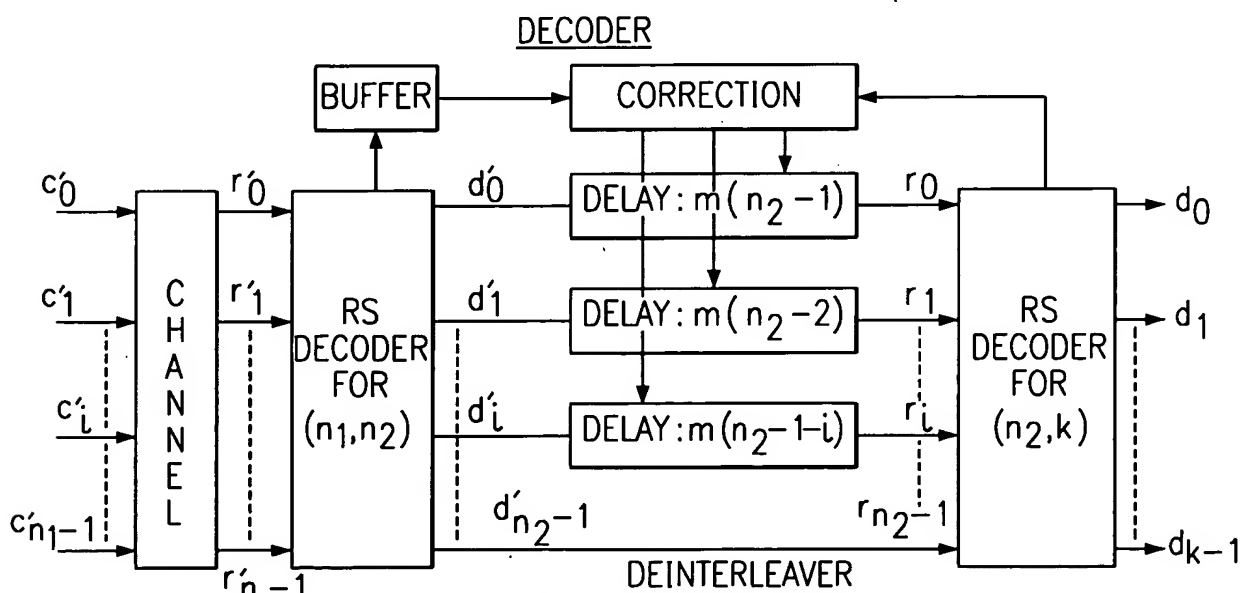 DECODER
BUFFER
CORRECTION
c'0
r'0
d'0
DELAY: m(n2-1)
r0
d0
c'1
r'1
d'1
DELAY: m(n2-2)
r1
d1
CHANNEL
RS
DECODER
FOR
(n1,n2)
RS
DECODER
FOR
(n2,k)
c'i
d'i
DELAY: m(n2-1-i)
ri
c'n1-1
d'n2-1
rn2-1
dk-1
DEINTERLEAVER